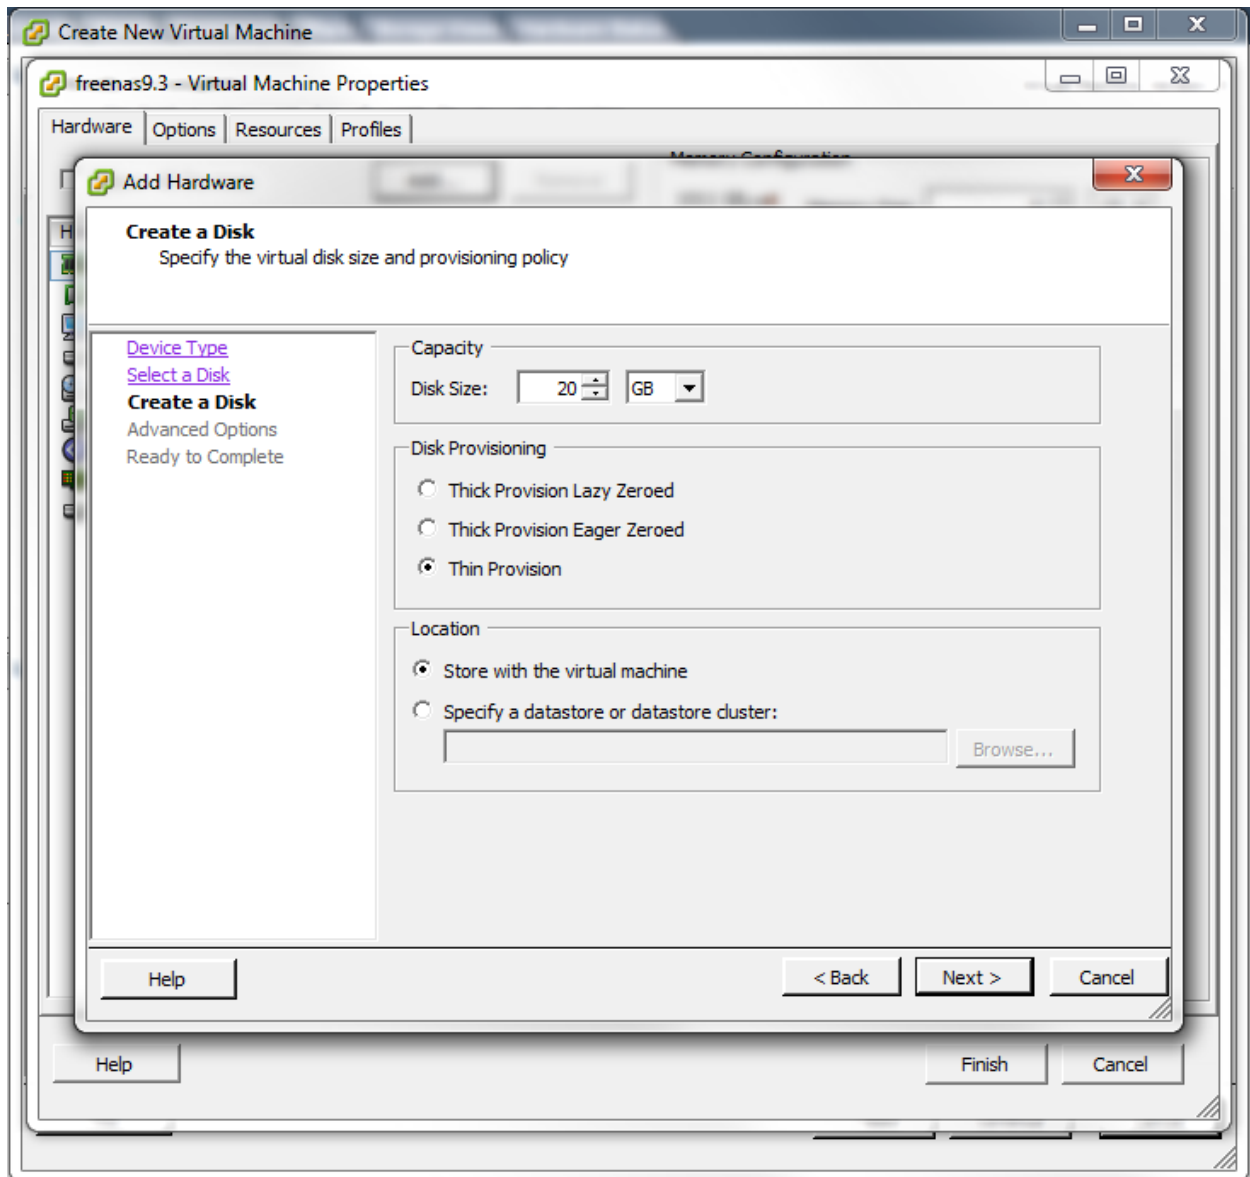 Create New Virtual Machine
freenas9.3 - Virtual Machine Properties
Hardware Options Resources Profiles
Memory Configuration
Add Hardware
Create a Disk
Specify the virtual disk size and provisioning policy
Device Type
Select a Disk
Create a Disk
Advanced Options
Ready to Complete
Capacity
Disk Size: 20 GB
Disk Provisioning
Thick Provision Lazy Zeroed
Thick Provision Eager Zeroed
Thin Provision
Location
Store with the virtual machine
Specify a datastore or datastore cluster:
Browse...
Help < Back Next > Cancel
Help Finish Cancel